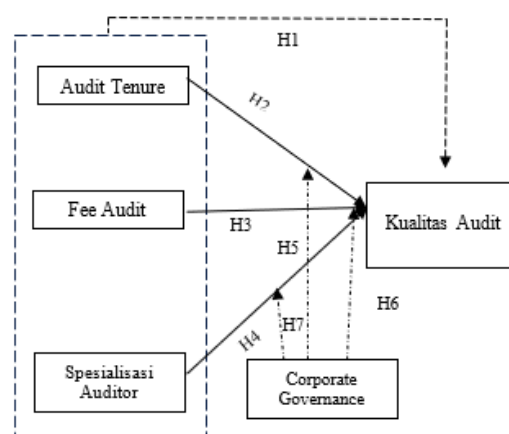 H1
Audit Tenure
H2
Fee Audit
H3
Kualitas Audit
H5
H6
H4
H7
Spesialisasi
Auditor
Corporate
Governance